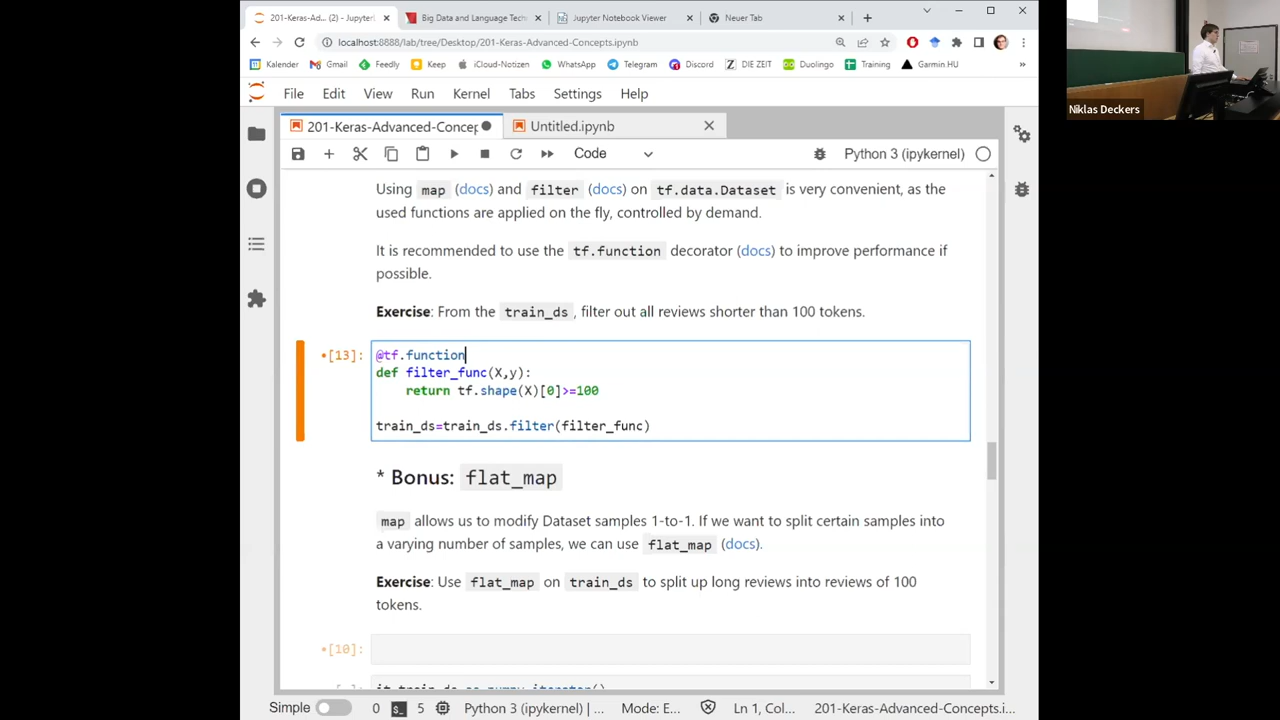 201-Keras-Ad... (2) - Jupyterl
Big Data and Language Tech
Jupyter Notebook Viewer
Neuer Tab
localhost:8888/lab/tree/Desktop/201-Keras-Advanced-Concepts.ipynb
Kalender
Gmail
Feedly
Keep
iCloud-Notizen
WhatsApp
Telegram
Discord
DIE ZEIT
Duolingo
Training
Garmin.HU
»
File Edit View Run Kernel Tabs Settings Help
201-Keras-Advanced-Concep
Untitled.ipynb
Code
Python 3 (ipykernel)
Using map (docs) and filter (docs) on tf.data.Dataset is very convenient, as the
used functions are applied on the fly, controlled by demand.
It is recommended to use the tf.function decorator (docs) to improve performance if
possible.
Exercise: From the train_ds, filter out all reviews shorter than 100 tokens.
[13]:
@tf.function
def filter_func(X,y):
return tf.shape(X)[0]>=100
train_ds=train_ds.filter(filter_func)
* Bonus: flat_map
map allows us to modify Dataset samples 1-to-1. If we want to split certain samples into
a varying number of samples, we can use flat_map (docs).
Exercise: Use flat_map on train_ds to split up long reviews into reviews of 100
tokens.
[10]:
Simple 0 5 Python 3 (ipykernel) | ... Mode: E... Ln 1, Col... 201-Keras-Advanced-Concepts.i...
Niklas Deckers